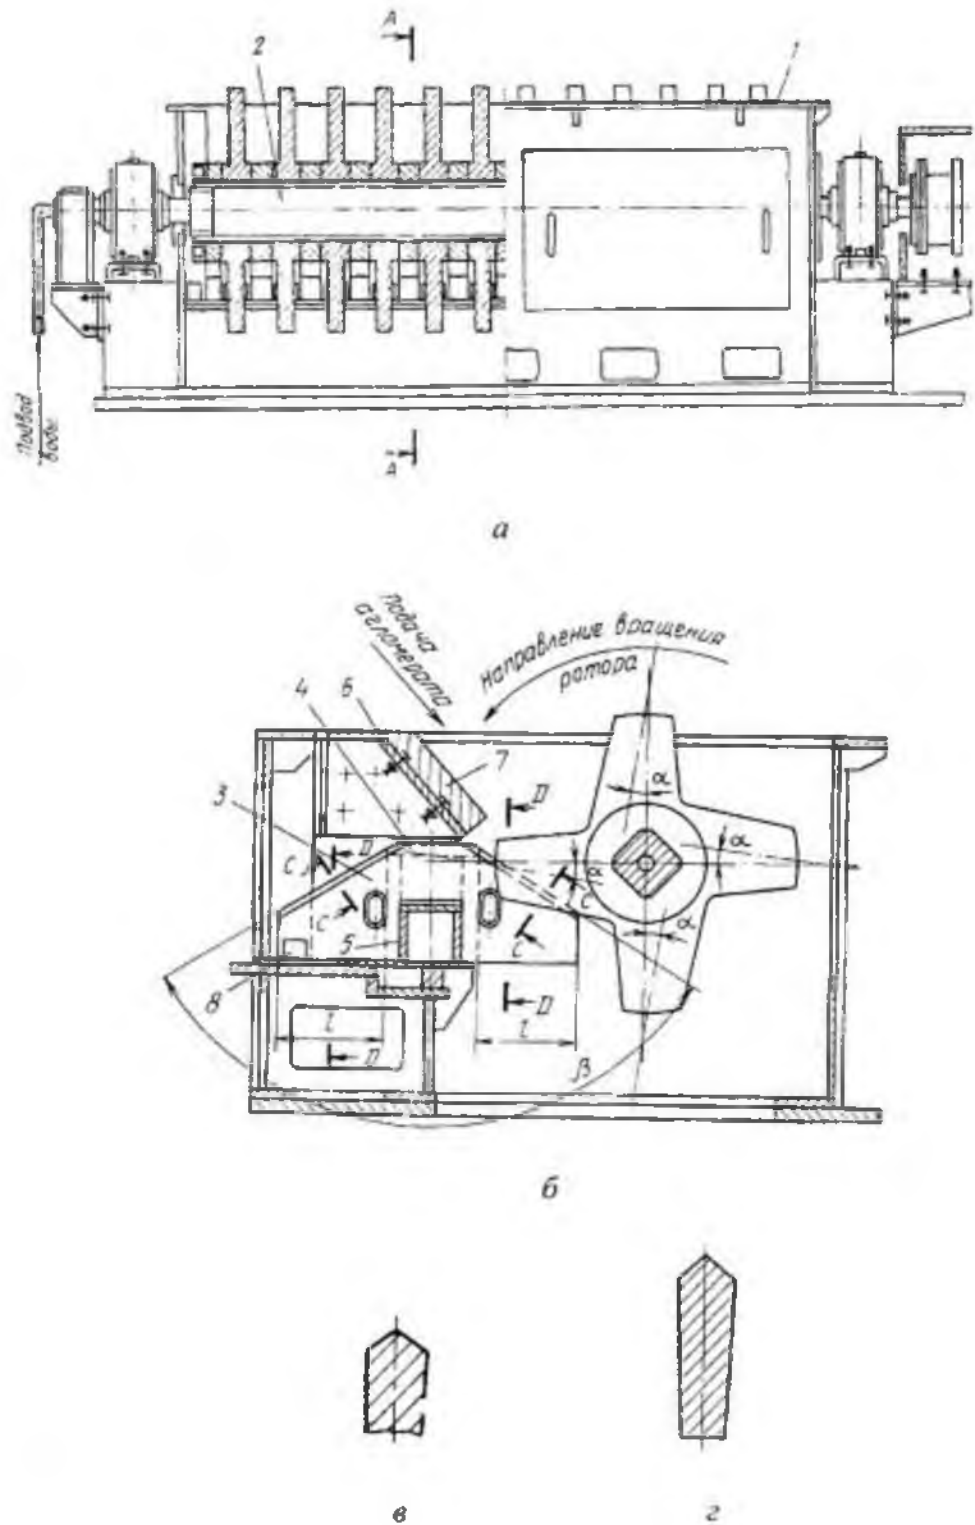 А
2
1
Подвод
воды
А
а
Подача
агломерата
Направление вращения
ротора
4
6
7
3
D
α
α
C
D
α
C
C
α
5
C
8
l
D
D
l
β
б
в
г